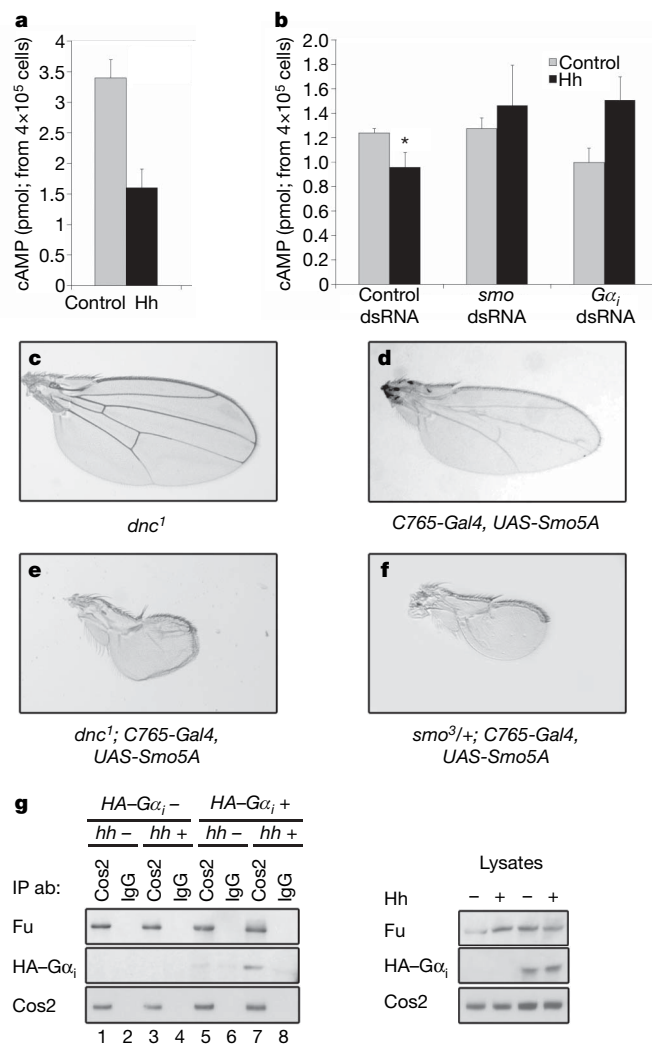 a
cAMP (pmol; from 4×10⁵ cells)
4
3.5
3
2.5
2
1.5
1
0.5
0
Control Hh
b
cAMP (pmol; from 4×10⁵ cells)
2.0
1.8
1.6
1.4
1.2
1.0
0.8
0.6
0.4
0.2
0
Control
Hh
*
Control dsRNA
smo dsRNA
Gαi dsRNA
c
dnc¹
d
C765-Gal4, UAS-Smo5A
e
dnc¹; C765-Gal4,
UAS-Smo5A
f
smo³/+; C765-Gal4,
UAS-Smo5A
g
HA–Gαi – HA–Gαi +
hh – hh + hh – hh +
IP ab: Cos2 IgG Cos2 IgG Cos2 IgG Cos2 IgG
Fu
HA–Gαi
Cos2
1 2 3 4 5 6 7 8
Lysates
Hh – + – +
Fu
HA–Gαi
Cos2